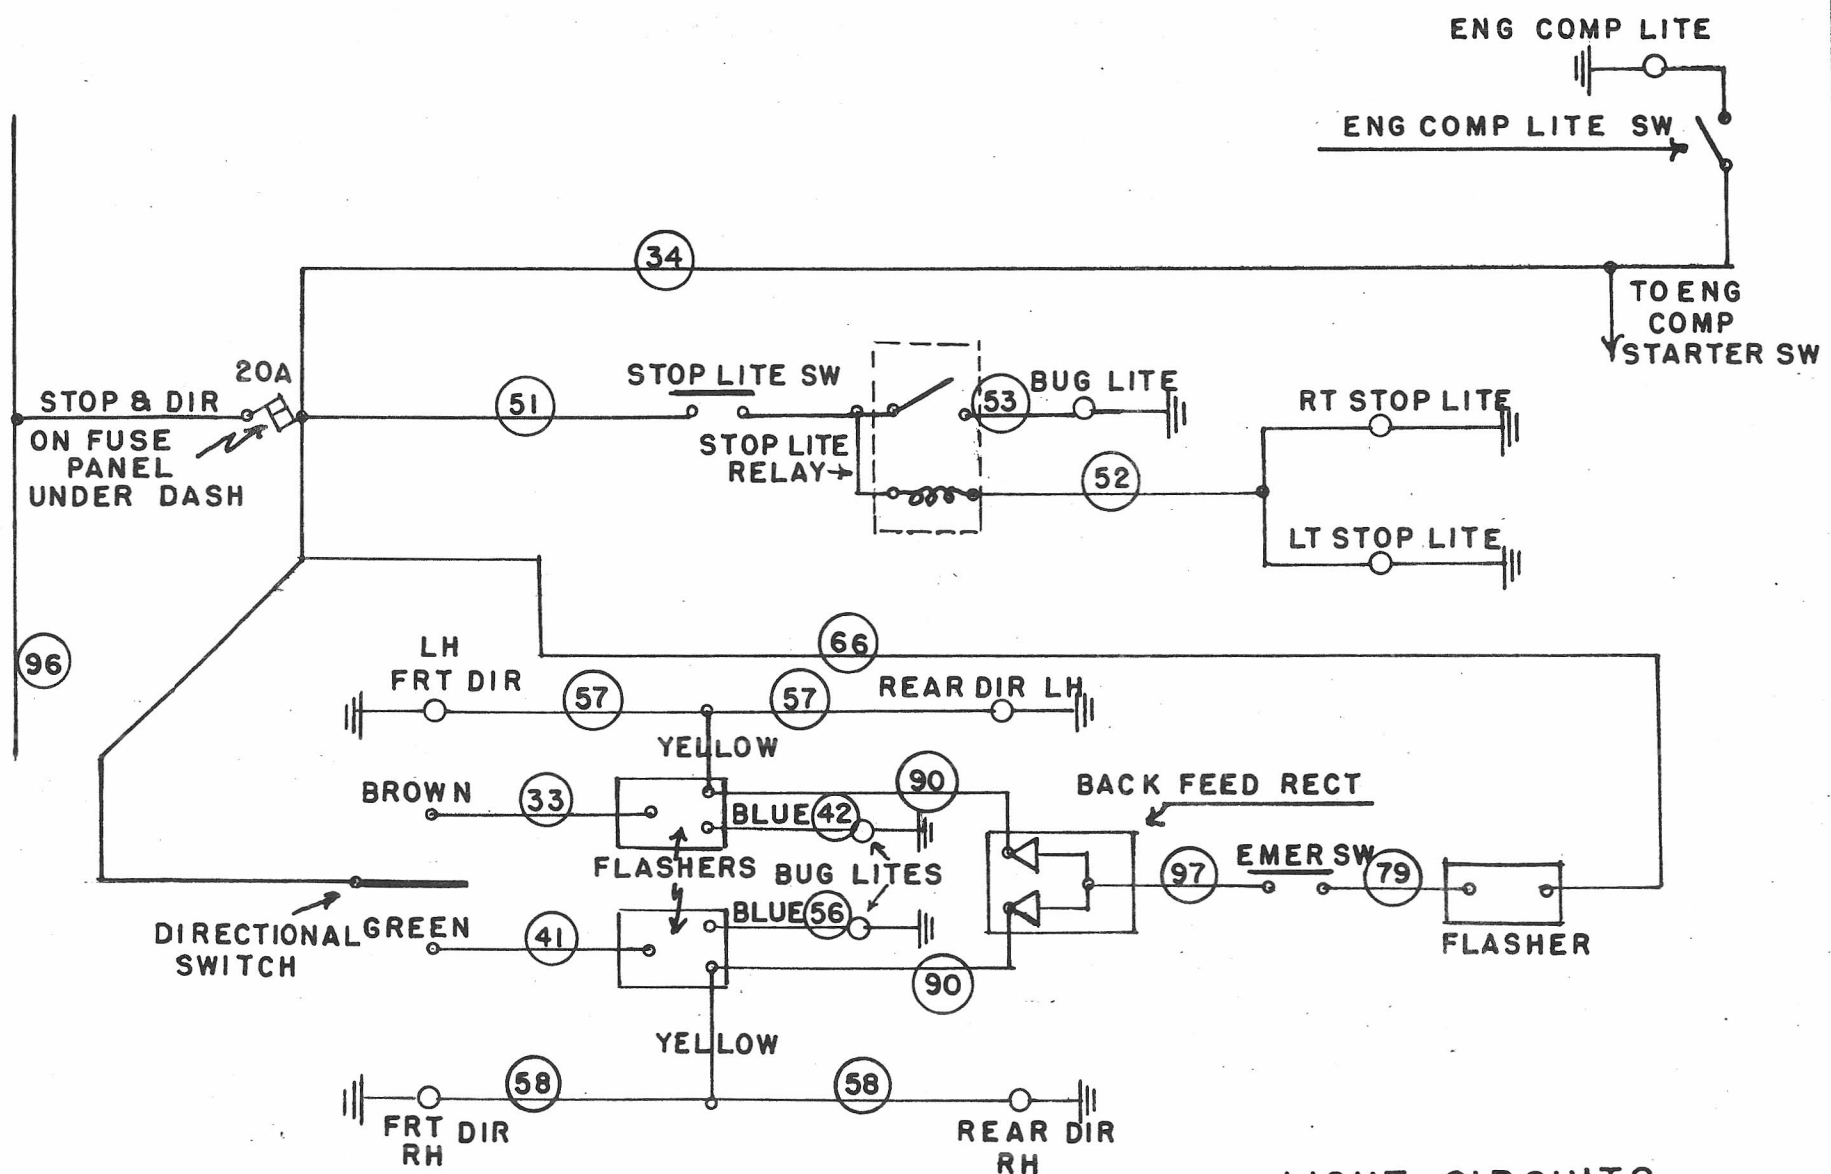 ENG COMP LITE
ENG COMP LITE SW
34
TO ENG
COMP
STARTER SW
20A
STOP & DIR
ON FUSE
PANEL
UNDER DASH
51
STOP LITE SW
STOP LITE
RELAY
53
BUG LITE
RT STOP LITE
52
LT STOP LITE
96
66
LH
FRT DIR
57
57
REAR DIR LH
YELLOW
BROWN
33
BLUE
42
90
BACK FEED RECT
FLASHERS
BUG LITES
97
EMER SW
79
FLASHER
DIRECTIONAL
SWITCH
GREEN
41
BLUE
56
90
YELLOW
58
58
FRT DIR
RH
REAR DIR
RH
LIGHT CIRCUITS